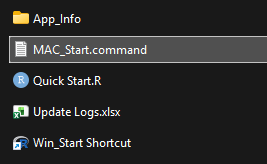 App_Info
MAC_Start.command
Quick Start.R
Update Logs.xlsx
Win_Start Shortcut